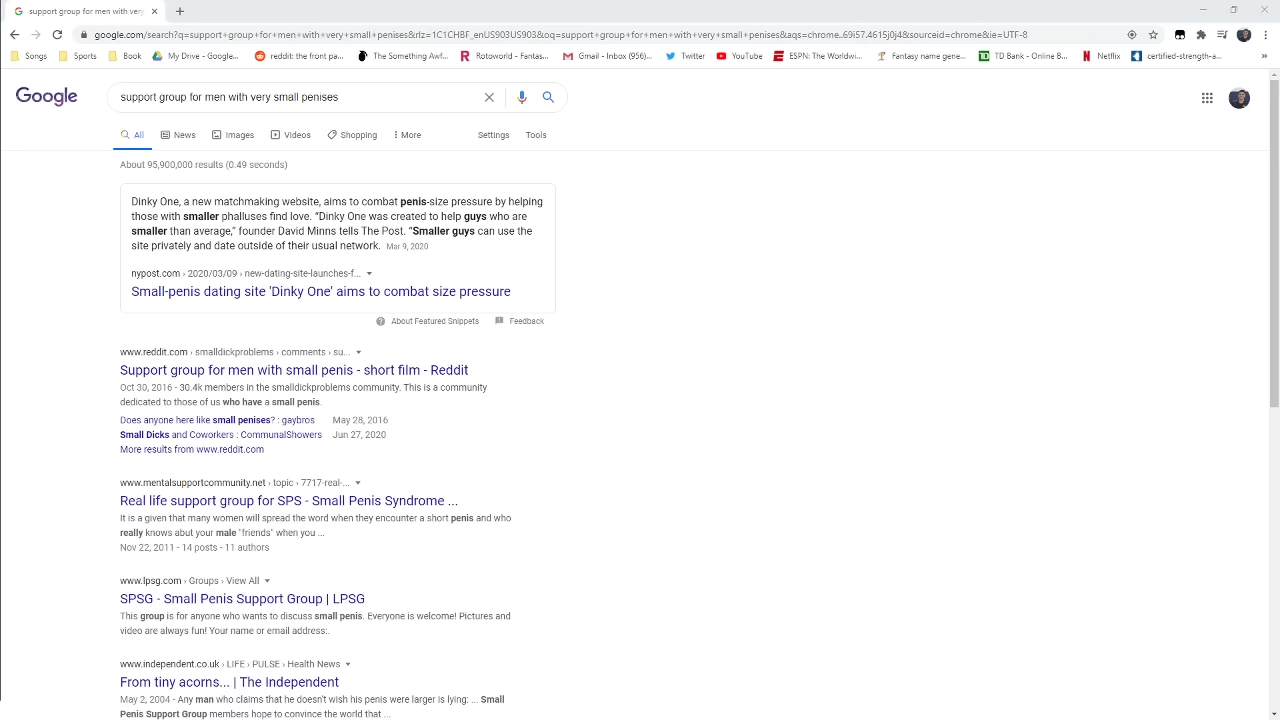 support group for men with very
google.com/search?q=support+group+for+men+with+very+small+penises&rlz=1C1CHBF_enUS903US903&oq=support+group+for+men+with+very+small+penises&aqs=chrome..69i57.4615j0j4&sourceid=chrome&ie=UTF-8
Songs Sports Book My Drive - Google... reddit: the front pa... The Something Awf... Rotoworld - Fantas... Gmail - Inbox (956)... Twitter YouTube ESPN: The Worldwi... Fantasy name gene... TD Bank - Online B... Netflix certified-strength-a... »
Google support group for men with very small penises
All News Images Videos Shopping More Settings Tools
About 95,900,000 results (0.49 seconds)
Dinky One, a new matchmaking website, aims to combat penis-size pressure by helping
those with smaller phalluses find love. “Dinky One was created to help guys who are
smaller than average,” founder David Minns tells The Post. “Smaller guys can use the
site privately and date outside of their usual network. Mar 9, 2020
nypost.com › 2020/03/09 › new-dating-site-launches-f...
Small-penis dating site 'Dinky One' aims to combat size pressure
About Featured Snippets Feedback
www.reddit.com › smalldickproblems › comments › su...
Support group for men with small penis - short film - Reddit
Oct 30, 2016 - 30.4k members in the smalldickproblems community. This is a community
dedicated to those of us who have a small penis.
Does anyone here like small penises? : gaybros May 28, 2016
Small Dicks and Coworkers : CommunalShowers Jun 27, 2020
More results from www.reddit.com
www.mentalsupportcommunity.net › topic › 7717-real-...
Real life support group for SPS - Small Penis Syndrome ...
It is a given that many women will spread the word when they encounter a short penis and who
really knows abut your male "friends" when you ...
Nov 22, 2011 - 14 posts - 11 authors
www.lpsg.com › Groups › View All
SPSG - Small Penis Support Group | LPSG
This group is for anyone who wants to discuss small penis. Everyone is welcome! Pictures and
video are always fun! Your name or email address:.
www.independent.co.uk › LIFE › PULSE › Health News
From tiny acorns... | The Independent
May 2, 2004 - Any man who claims that he doesn't wish his penis were larger is lying: ... Small
Penis Support Group members hope to convince the world that ...